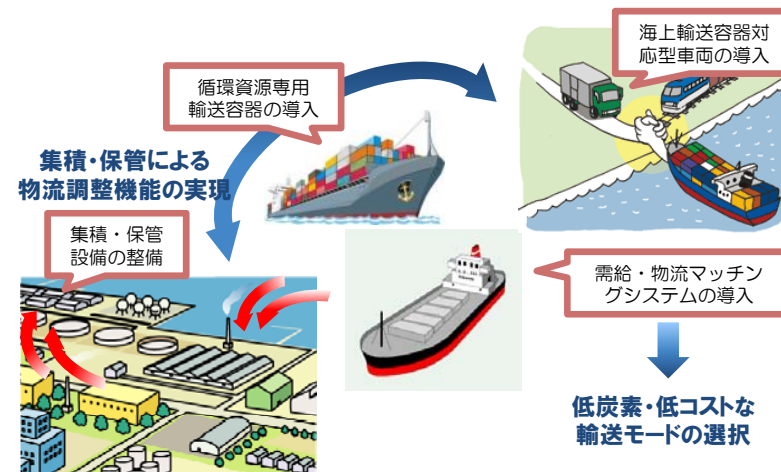 海上輸送容器対
応型車両の導入
循環資源専用
輸送容器の導入
集積・保管による
物流調整機能の実現
集積・保管
設備の整備
需給・物流マッチン
グシステムの導入
低炭素・低コストな
輸送モードの選択